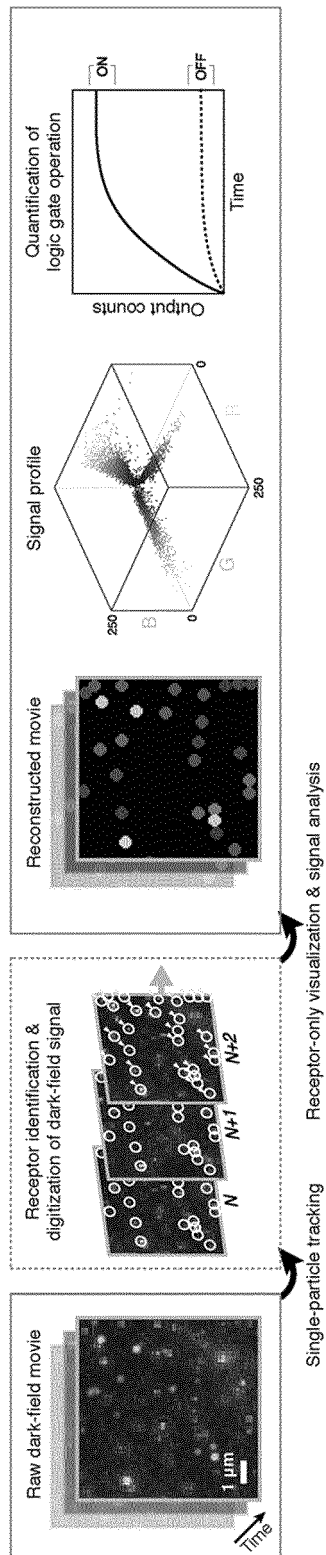 Raw dark-field movie
1 µm
Time
Single-particle tracking
Receptor identification &
digitization of dark-field signal
N
N+1
N+2
Receptor-only visualization & signal analysis
Reconstructed movie
Signal profile
250
B
0
G
250
R
0
Quantification of
logic gate operation
Output counts
Time
ON
OFF